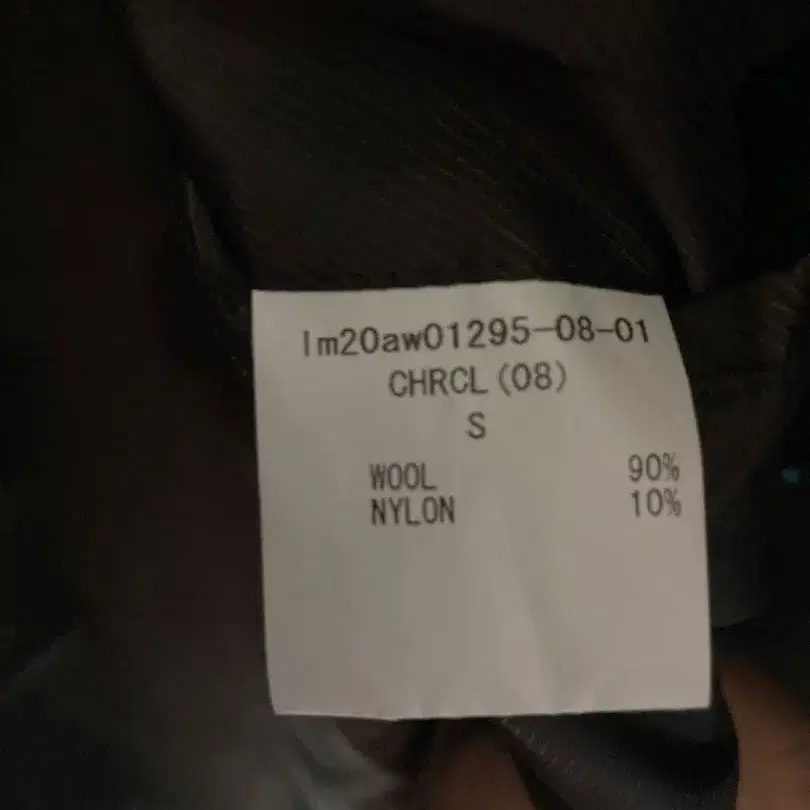 lm20aw01295-08-01
CHRCL(08)
S
WOOL 90%
NYLON 10%